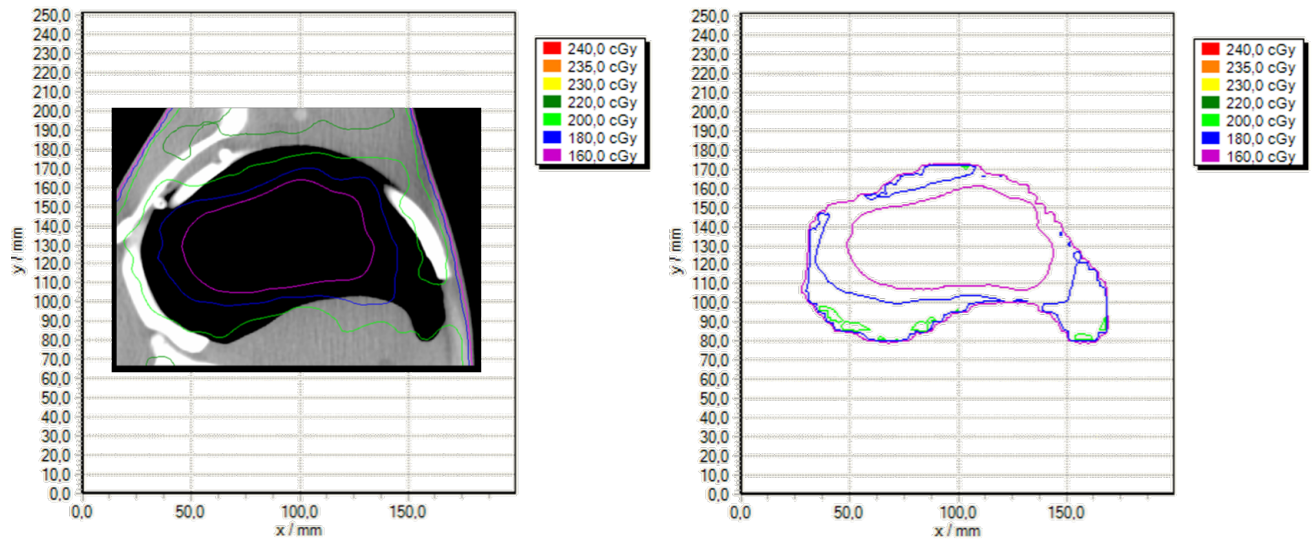 250,0
240,0
230,0
220,0
210,0
200,0
190,0
180,0
170,0
160,0
150,0
140,0
130,0
120,0
110,0
100,0
90,0
80,0
70,0
60,0
50,0
40,0
30,0
20,0
10,0
0,0
y / mm
0,0 50,0 100,0 150,0
x / mm
240,0 cGy
235,0 cGy
230,0 cGy
220,0 cGy
200,0 cGy
180,0 cGy
160,0 cGy
250,0
240,0
230,0
220,0
210,0
200,0
190,0
180,0
170,0
160,0
150,0
140,0
130,0
120,0
110,0
100,0
90,0
80,0
70,0
60,0
50,0
40,0
30,0
20,0
10,0
0,0
y / mm
0,0 50,0 100,0 150,0
x / mm
240,0 cGy
235,0 cGy
230,0 cGy
220,0 cGy
200,0 cGy
180,0 cGy
160,0 cGy